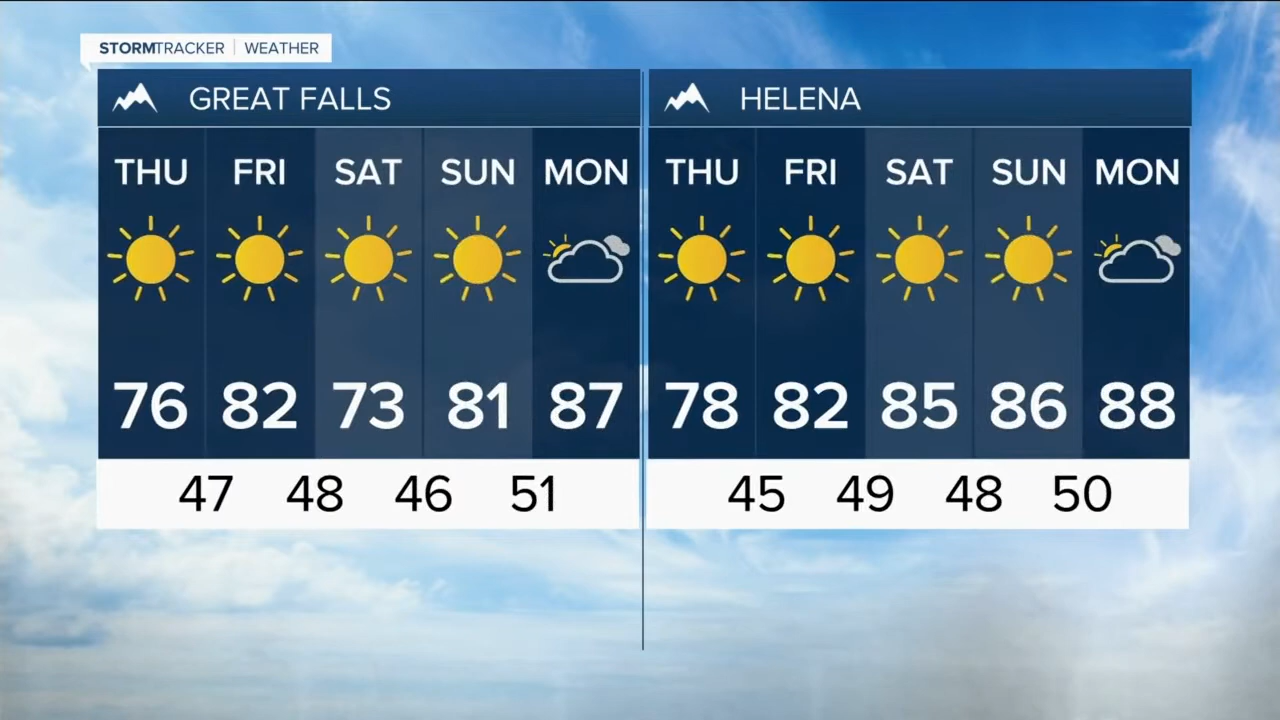 STORMTRACKER | WEATHER
GREAT FALLS
THU FRI SAT SUN MON
76 82 73 81 87
47 48 46 51
HELENA
THU FRI SAT SUN MON
78 82 85 86 88
45 49 48 50